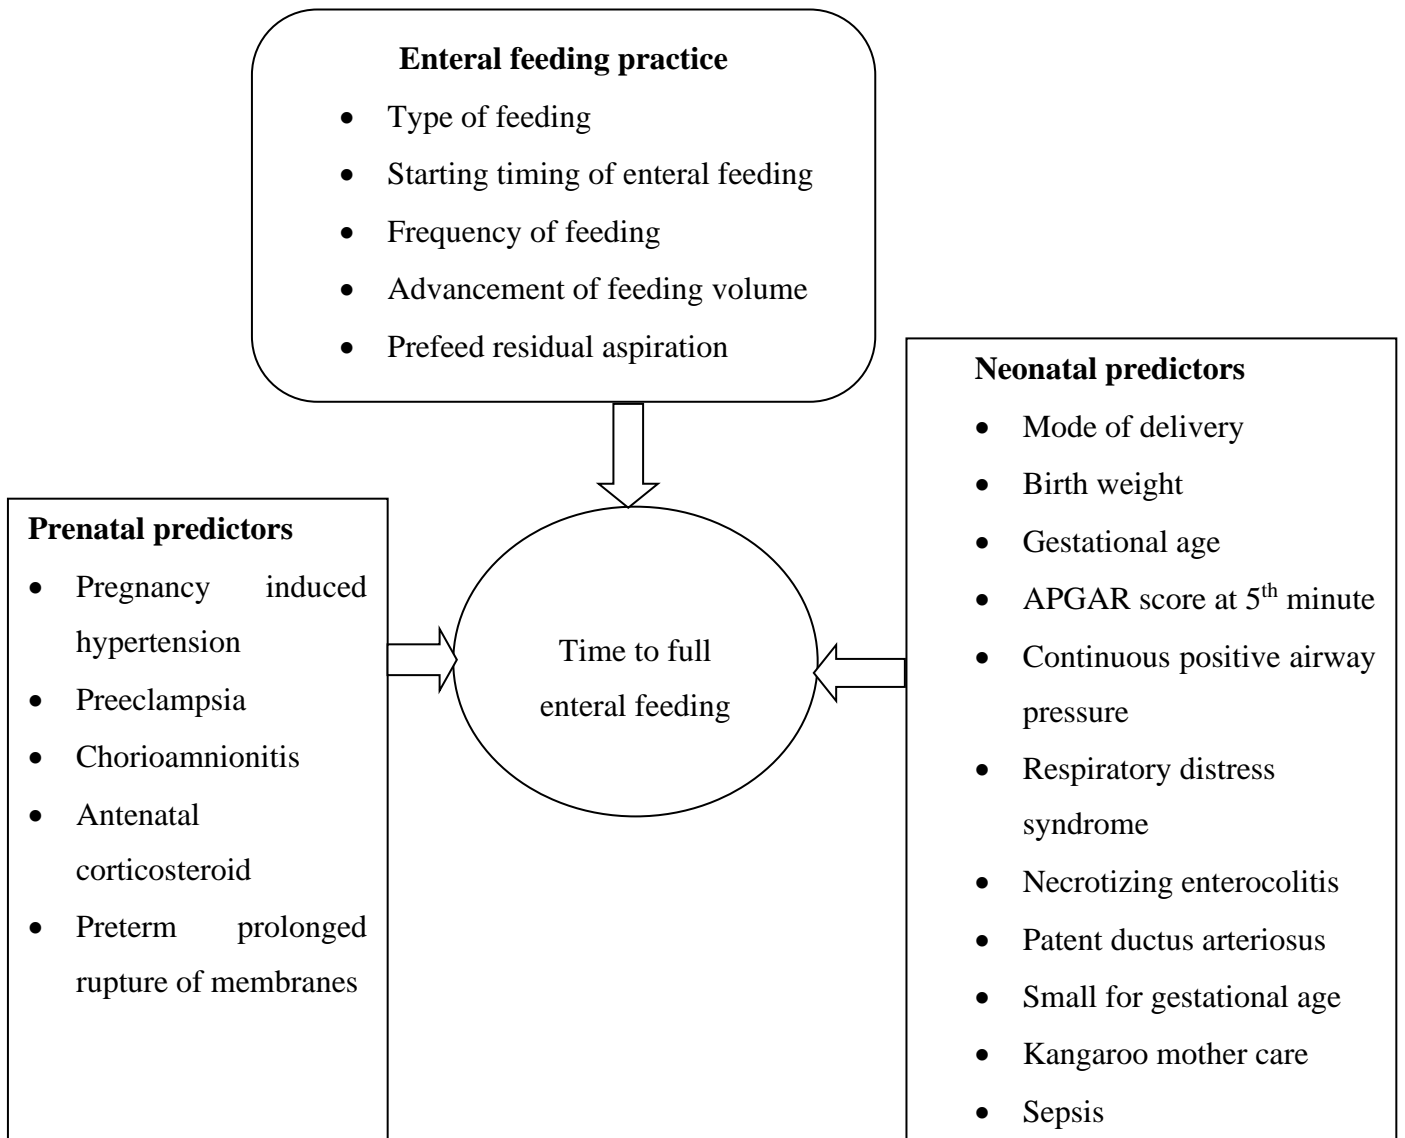 Enteral feeding practice
• Type of feeding
• Starting timing of enteral feeding
• Frequency of feeding
• Advancement of feeding volume
• Prefeed residual aspiration
Prenatal predictors
• Pregnancy induced
hypertension
• Preeclampsia
• Chorioamnionitis
• Antenatal
corticosteroid
• Preterm prolonged
rupture of membranes
Time to full
enteral feeding
Neonatal predictors
• Mode of delivery
• Birth weight
• Gestational age
• APGAR score at 5th minute
• Continuous positive airway
pressure
• Respiratory distress
syndrome
• Necrotizing enterocolitis
• Patent ductus arteriosus
• Small for gestational age
• Kangaroo mother care
• Sepsis